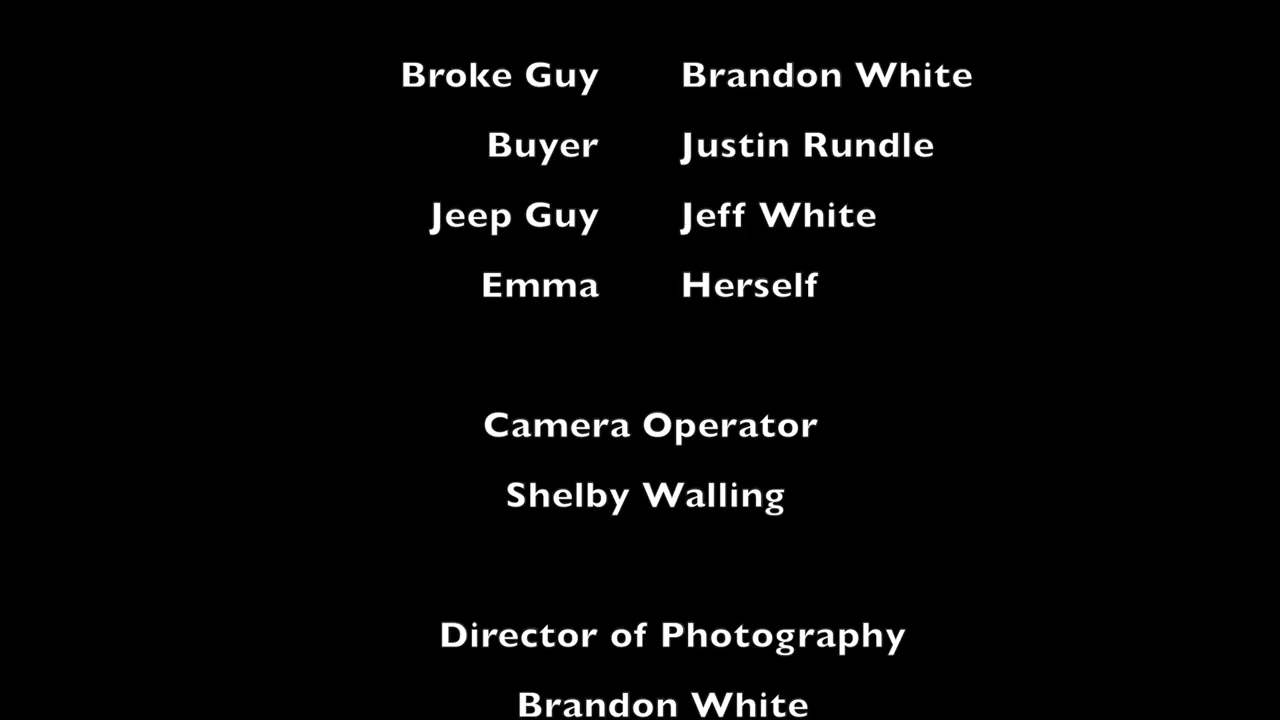 Broke Guy Brandon White
Buyer Justin Rundle
Jeep Guy Jeff White
Emma Herself
Camera Operator
Shelby Walling
Director of Photography
Brandon White